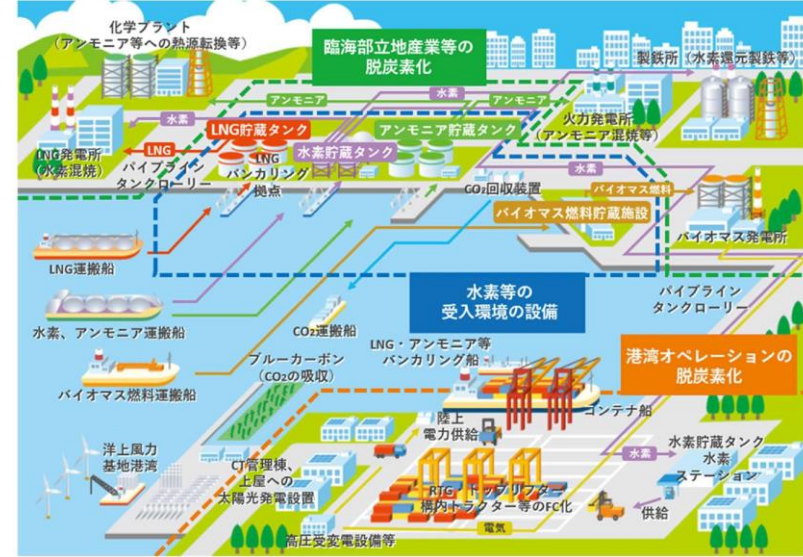 化学プラント
(アンモニア等への熱源転換等)
臨海部立地産業等の
脱炭素化
製鉄所（水素還元製鉄等）
アンモニア
水素
アンモニア
水素
LNG貯蔵タンク
アンモニア貯蔵タンク
火力発電所
(アンモニア混焼等)
LNG発電所
(水素混焼)
LNG
パイプライン
タンクローリー
LNG
バンカリング
拠点
水素貯蔵タンク
CO₂回収装置
水素
バイオマス燃料
バイオマス燃料貯蔵施設
バイオマス発電所
LNG運搬船
水素等の
受入環境の設備
パイプライン
タンクローリー
水素、アンモニア運搬船
CO₂運搬船
LNG・アンモニア等
バンカリング船
港湾オペレーションの
脱炭素化
ブルーカーボン
(CO₂の吸収)
バイオマス燃料運搬船
コンテナ船
陸上
電力供給
洋上風力
基地港湾
CT管理棟、
上屋への
太陽光発電設置
水素
水素貯蔵タンク
水素
ステーション
RTG・トップリフター
構内トラクター等のFC化
供給
電気
高圧受変電設備等